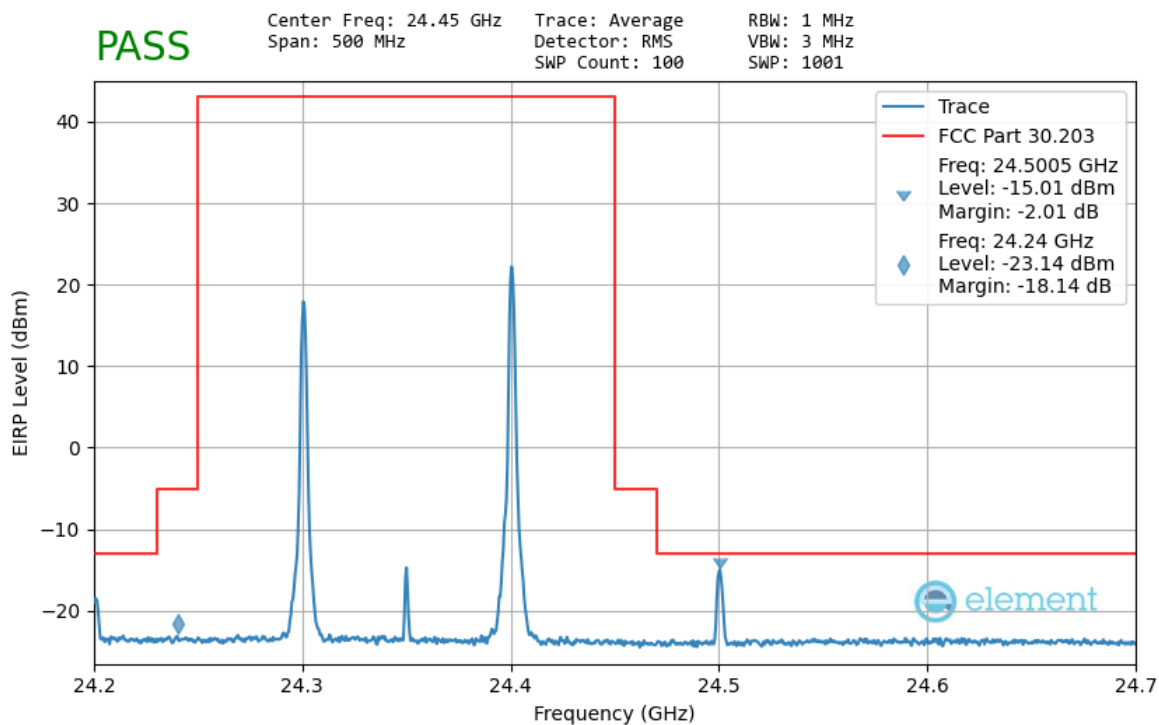 PASS
Center Freq: 24.45 GHz
Span: 500 MHz
Trace: Average
Detector: RMS
SWP Count: 100
RBW: 1 MHz
VBW: 3 MHz
SWP: 1001
EIRP Level (dBm)
40
30
20
10
0
−10
−20
Trace
FCC Part 30.203
Freq: 24.5005 GHz
Level: -15.01 dBm
Margin: -2.01 dB
Freq: 24.24 GHz
Level: -23.14 dBm
Margin: -18.14 dB
element
24.2
24.3
24.4
24.5
24.6
24.7
Frequency (GHz)